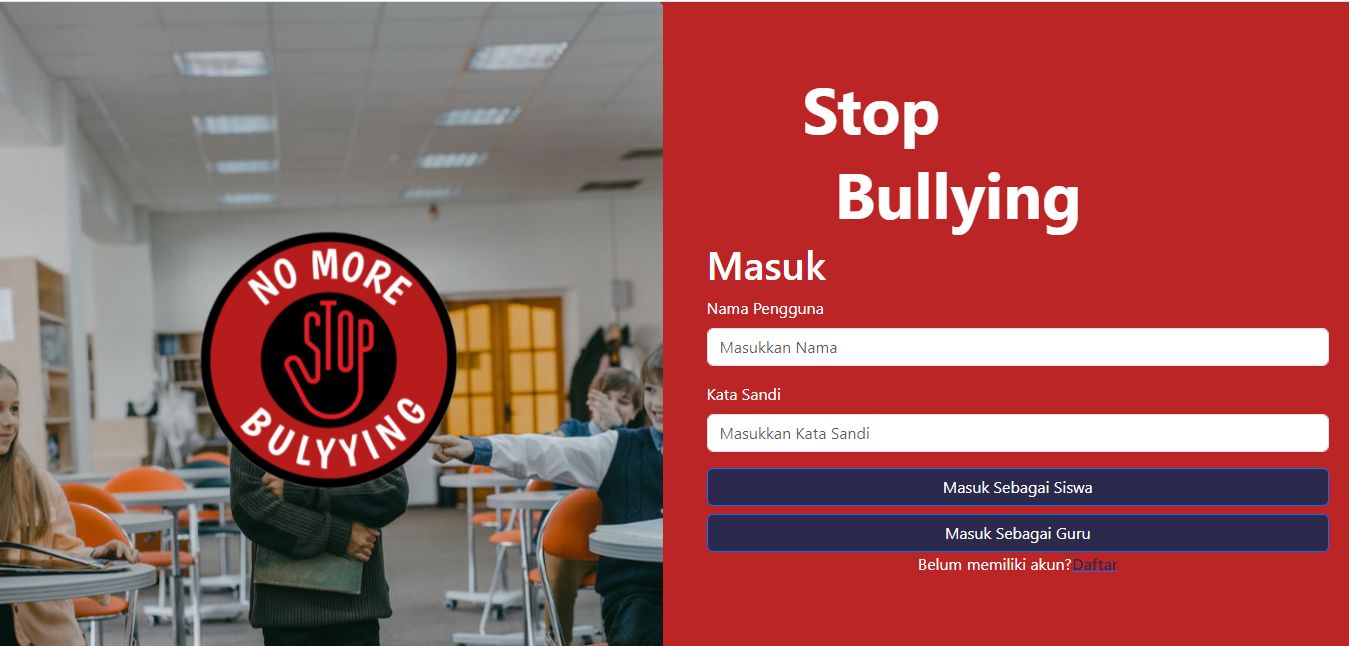 NO MORE
STOP
BULYYING
Stop
Bullying
Masuk
Nama Pengguna
Masukkan Nama
Kata Sandi
Masukkan Kata Sandi
Masuk Sebagai Siswa
Masuk Sebagai Guru
Belum memiliki akun?Daftar